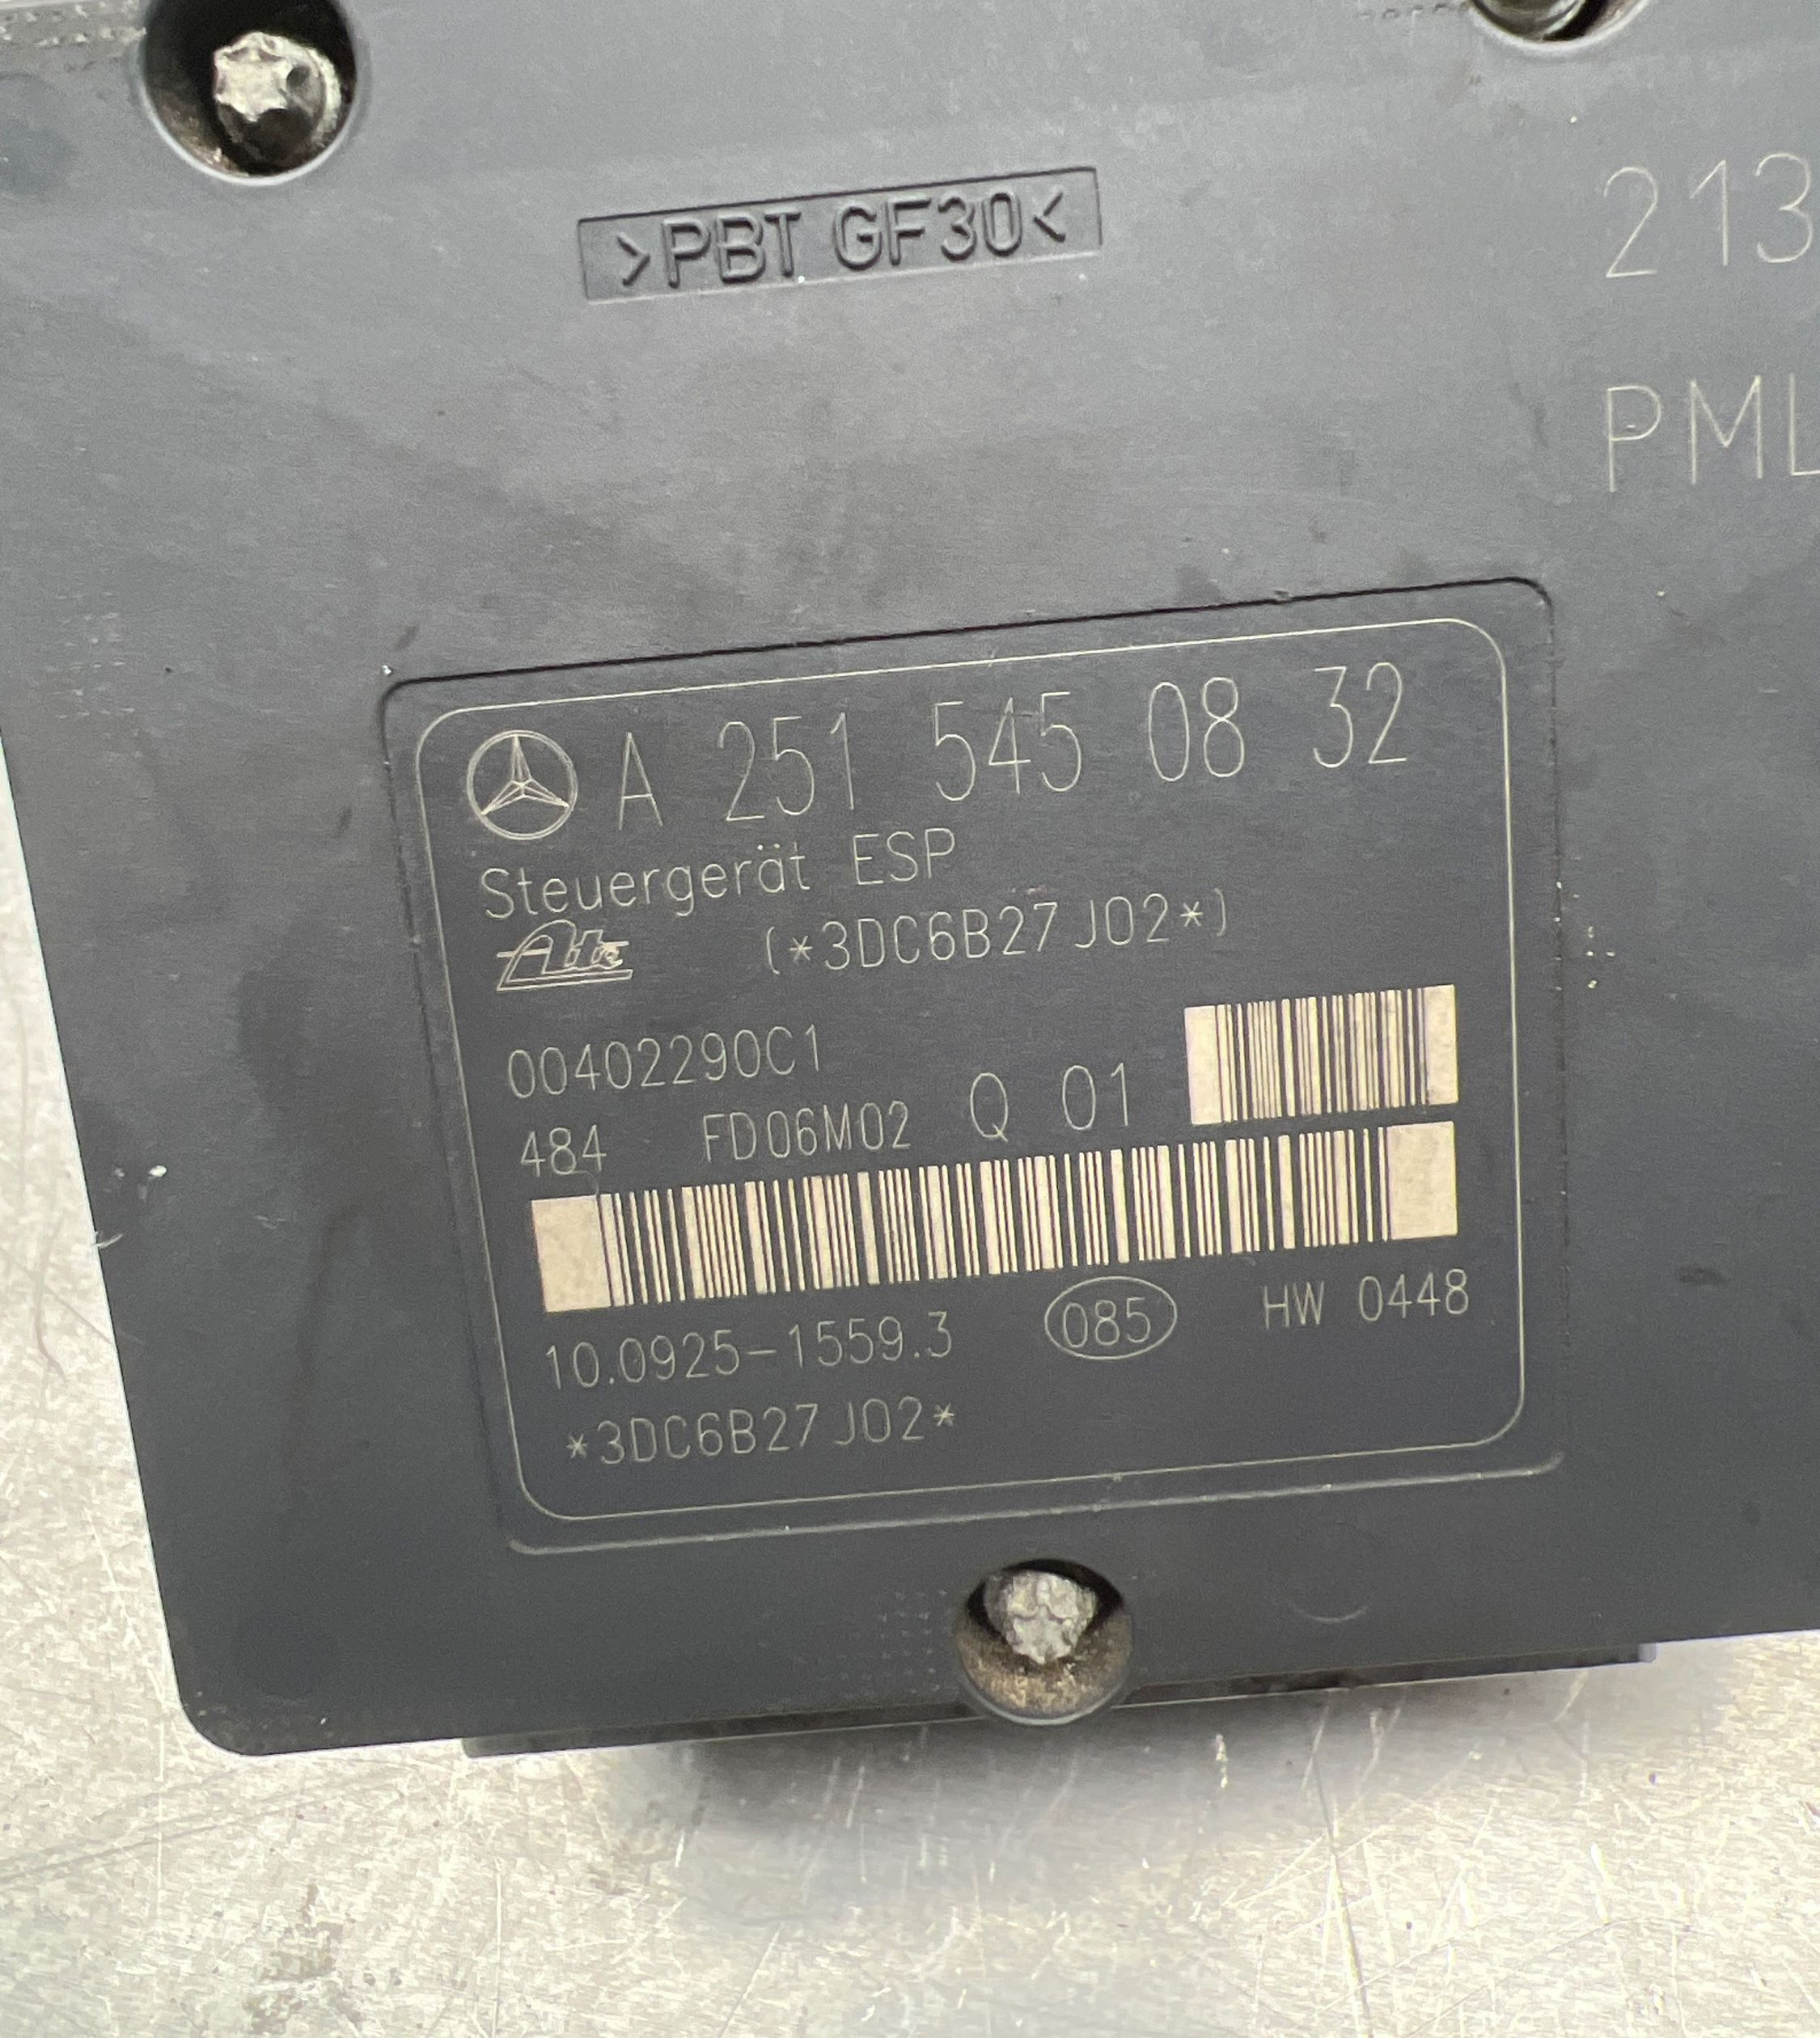 >PBT GF30<
213
PML
A 251 545 08 32
Steuergerät ESP
Ate (*3DC6B27J02*)
00402290C1
484 FD06M02 Q 01
10.0925-1559.3 085 HW 0448
*3DC6B27J02*